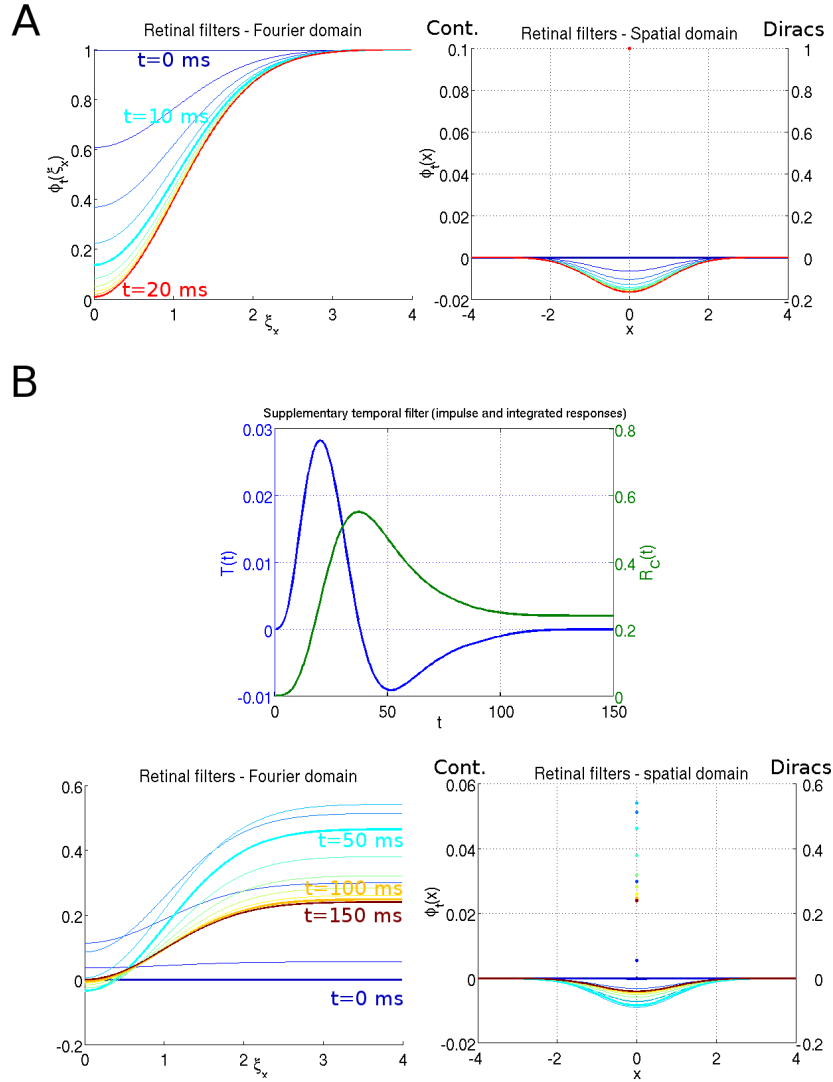 A
Retinal filters - Fourier domain
1
0.8
0.6
0.4
0.2
0
ϕt(ξx)
t=0 ms
t=10 ms
t=20 ms
0 1 2 3 4
ξx
Cont.
Retinal filters - Spatial domain
Diracs
0.1
0.08
0.06
0.04
0.02
0
-0.02
ϕt(x)
1
0.8
0.6
0.4
0.2
0
0.2
-4 -2 0 2 4
x
B
Supplementary temporal filter (impulse and integrated responses)
0.03
0.02
0.01
0
-0.01
T(t)
0.8
0.6
0.4
0.2
0
RC(t)
0 50 100 150
t
Retinal filters - Fourier domain
0.6
0.4
0.2
0
-0.2
t=50 ms
t=100 ms
t=150 ms
t=0 ms
0 1 2 3 4
ξx
Cont.
Retinal filters - spatial domain
Diracs
0.06
0.04
0.02
0
-0.02
ϕt(x)
0.6
0.4
0.2
0
-0.2
-4 -2 0 2 4
x